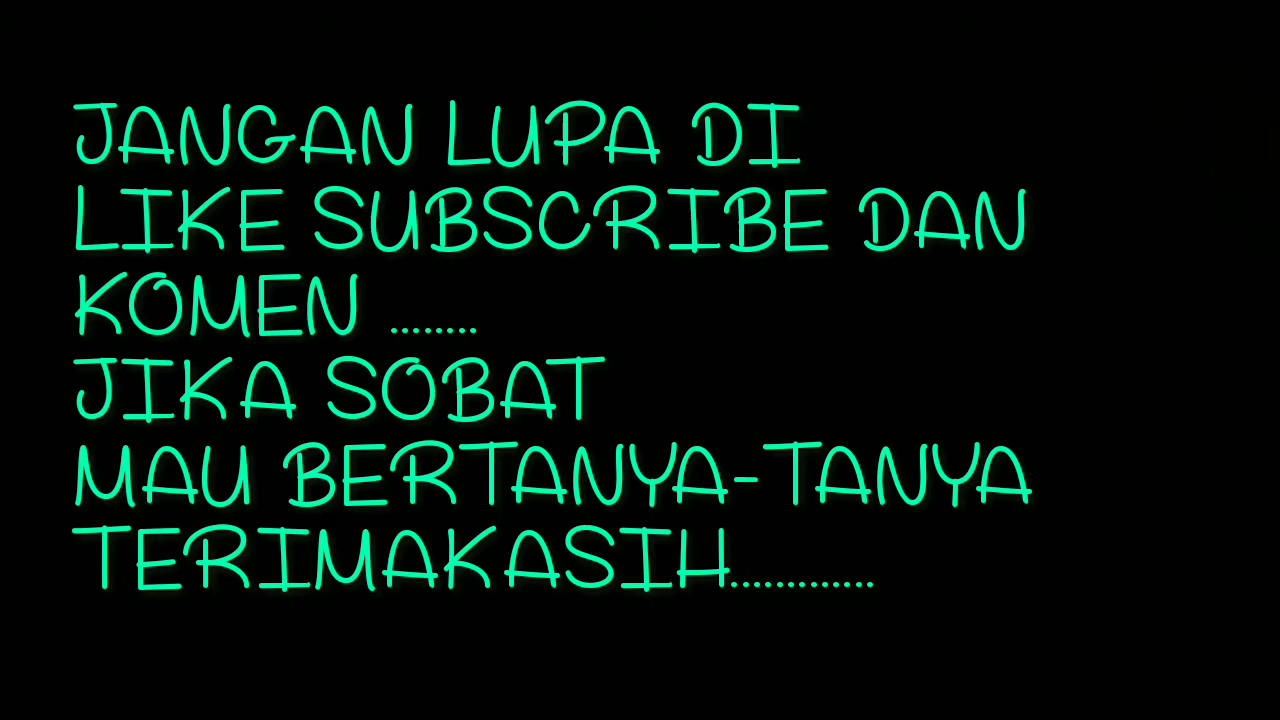 JANGAN LUPA DI
LIKE SUBSCRIBE DAN
KOMEN ........
JIKA SOBAT
MAU BERTANYA-TANYA
TERIMAKASIH.............